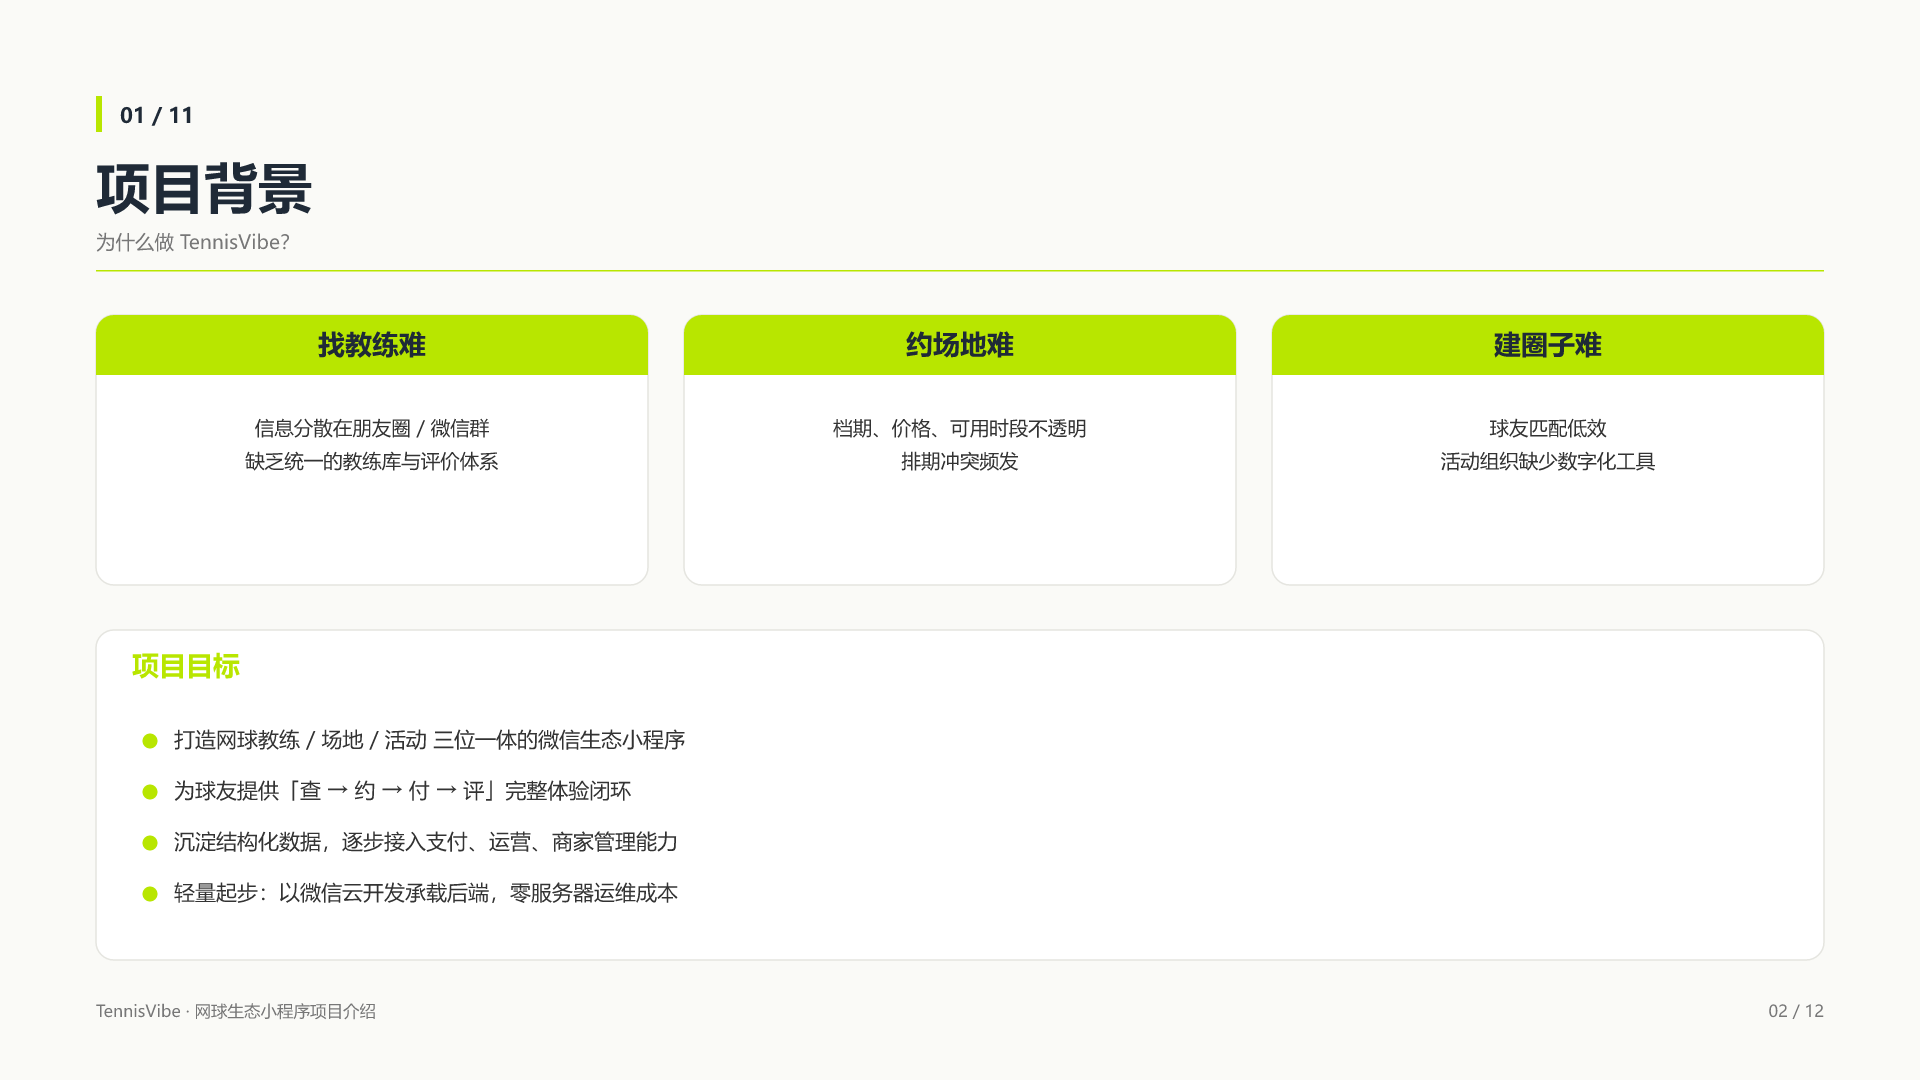 01 / 11
项目背景
为什么做 TennisVibe?
找教练难
信息分散在朋友圈 / 微信群
缺乏统一的教练库与评价体系
约场地难
档期、价格、可用时段不透明
排期冲突频发
建圈子难
球友匹配低效
活动组织缺少数字化工具
项目目标
打造网球教练 / 场地 / 活动 三位一体的微信生态小程序
为球友提供「查 → 约 → 付 → 评」完整体验闭环
沉淀结构化数据，逐步接入支付、运营、商家管理能力
轻量起步：以微信云开发承载后端，零服务器运维成本
TennisVibe · 网球生态小程序项目介绍
02 / 12